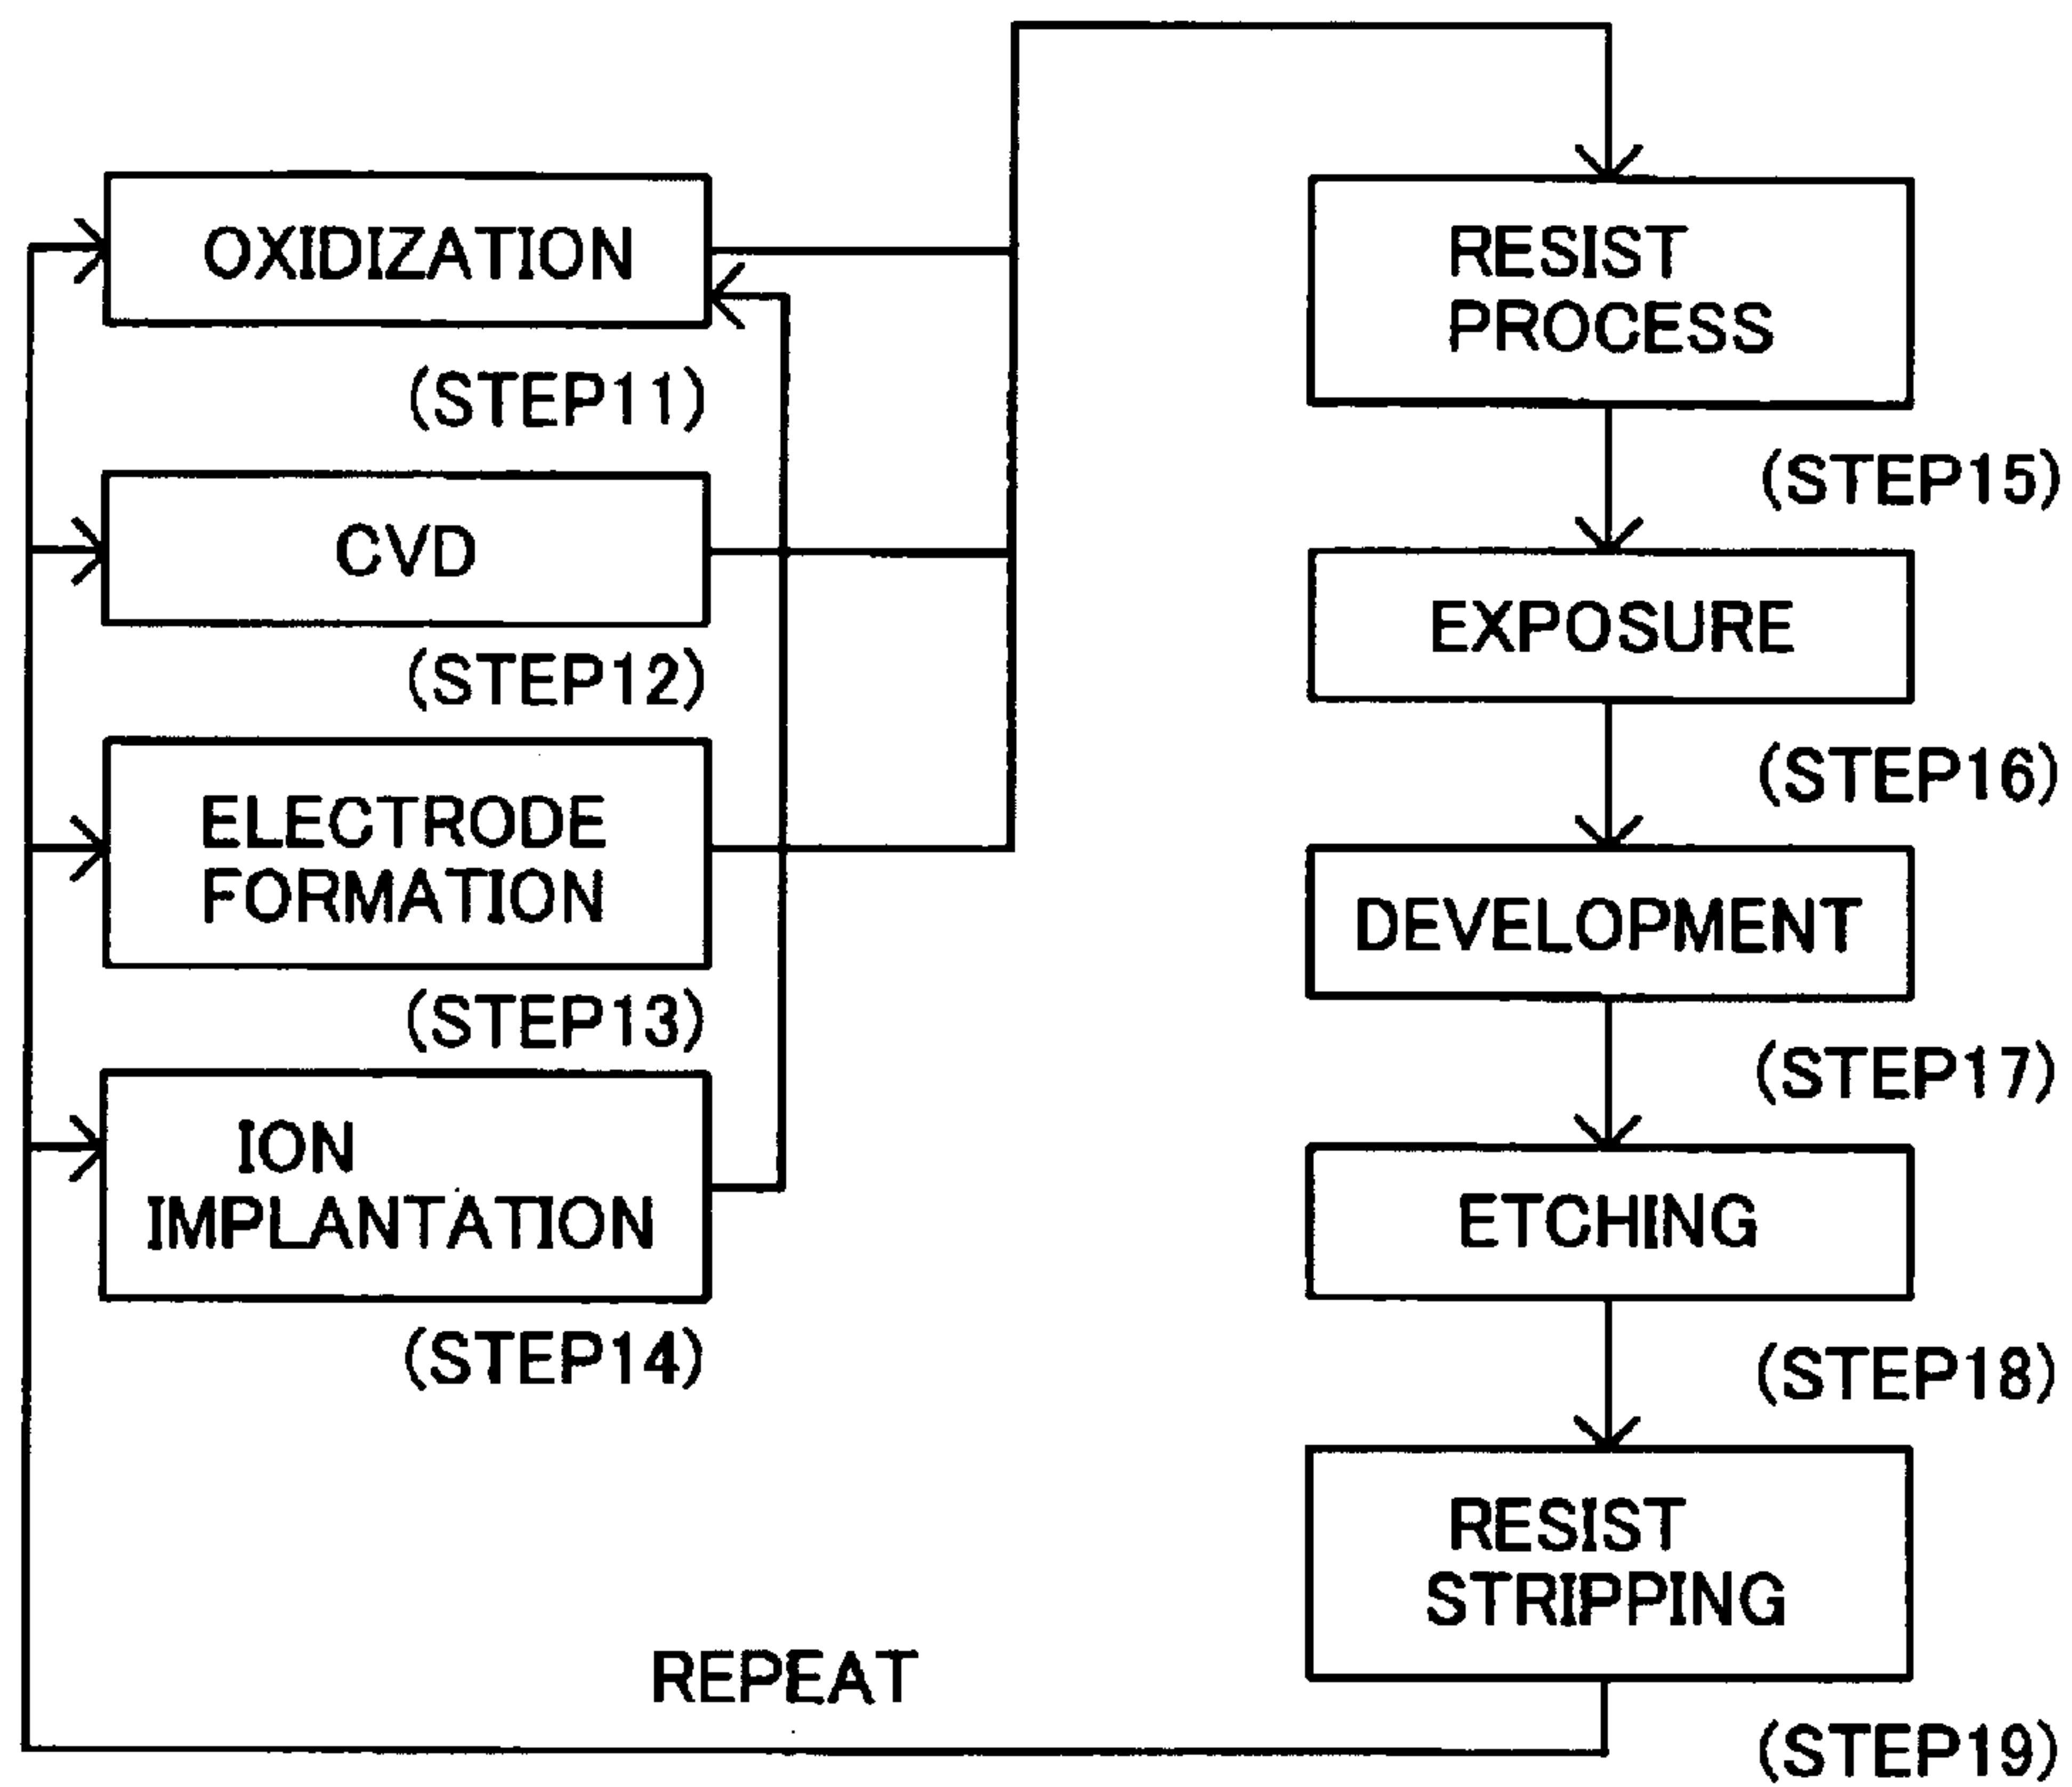 OXIDIZATION
(STEP11)
CVD
(STEP12)
ELECTRODE
FORMATION
(STEP13)
ION
IMPLANTATION
(STEP14)
RESIST
PROCESS
(STEP15)
EXPOSURE
(STEP16)
DEVELOPMENT
(STEP17)
ETCHING
(STEP18)
RESIST
STRIPPING
(STEP19)
REPEAT